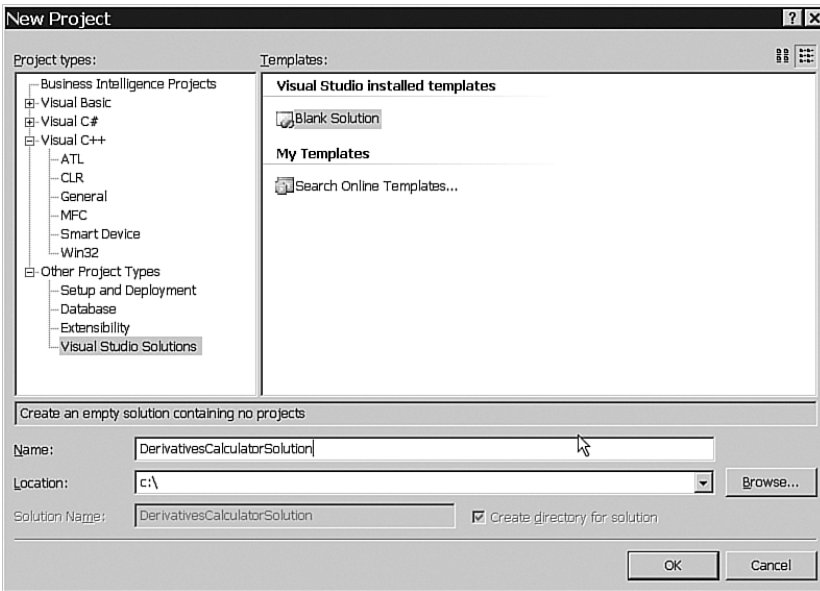 New Project
Project types:
Templates:
Business Intelligence Projects
Visual Basic
Visual C#
Visual C++
ATL
CLR
General
MFC
Smart Device
Win32
Other Project Types
Setup and Deployment
Database
Extensibility
Visual Studio Solutions
Visual Studio installed templates
Blank Solution
My Templates
Search Online Templates...
Create an empty solution containing no projects
Name:
DerivativesCalculatorSolution
Location:
c:\
Browse...
Solution Name:
DerivativesCalculatorSolution
Create directory for solution
OK
Cancel